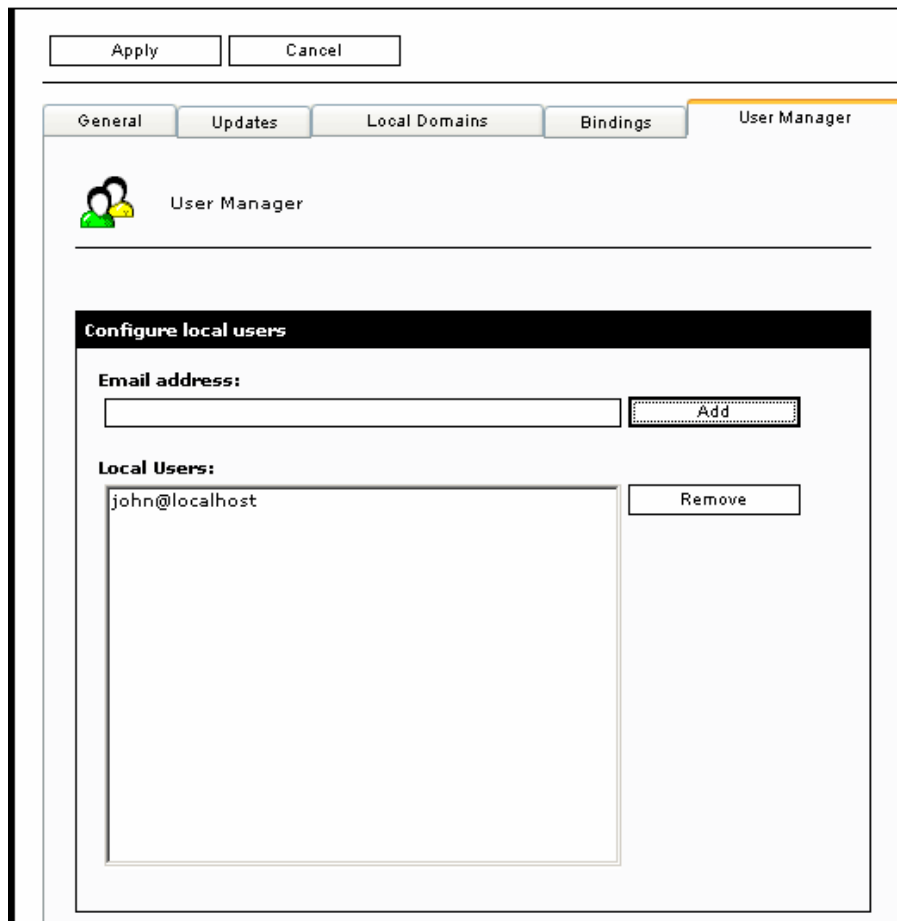 Apply Cancel
General Updates Local Domains Bindings User Manager
User Manager
Configure local users
Email address:
Add
Local Users:
john@localhost
Remove